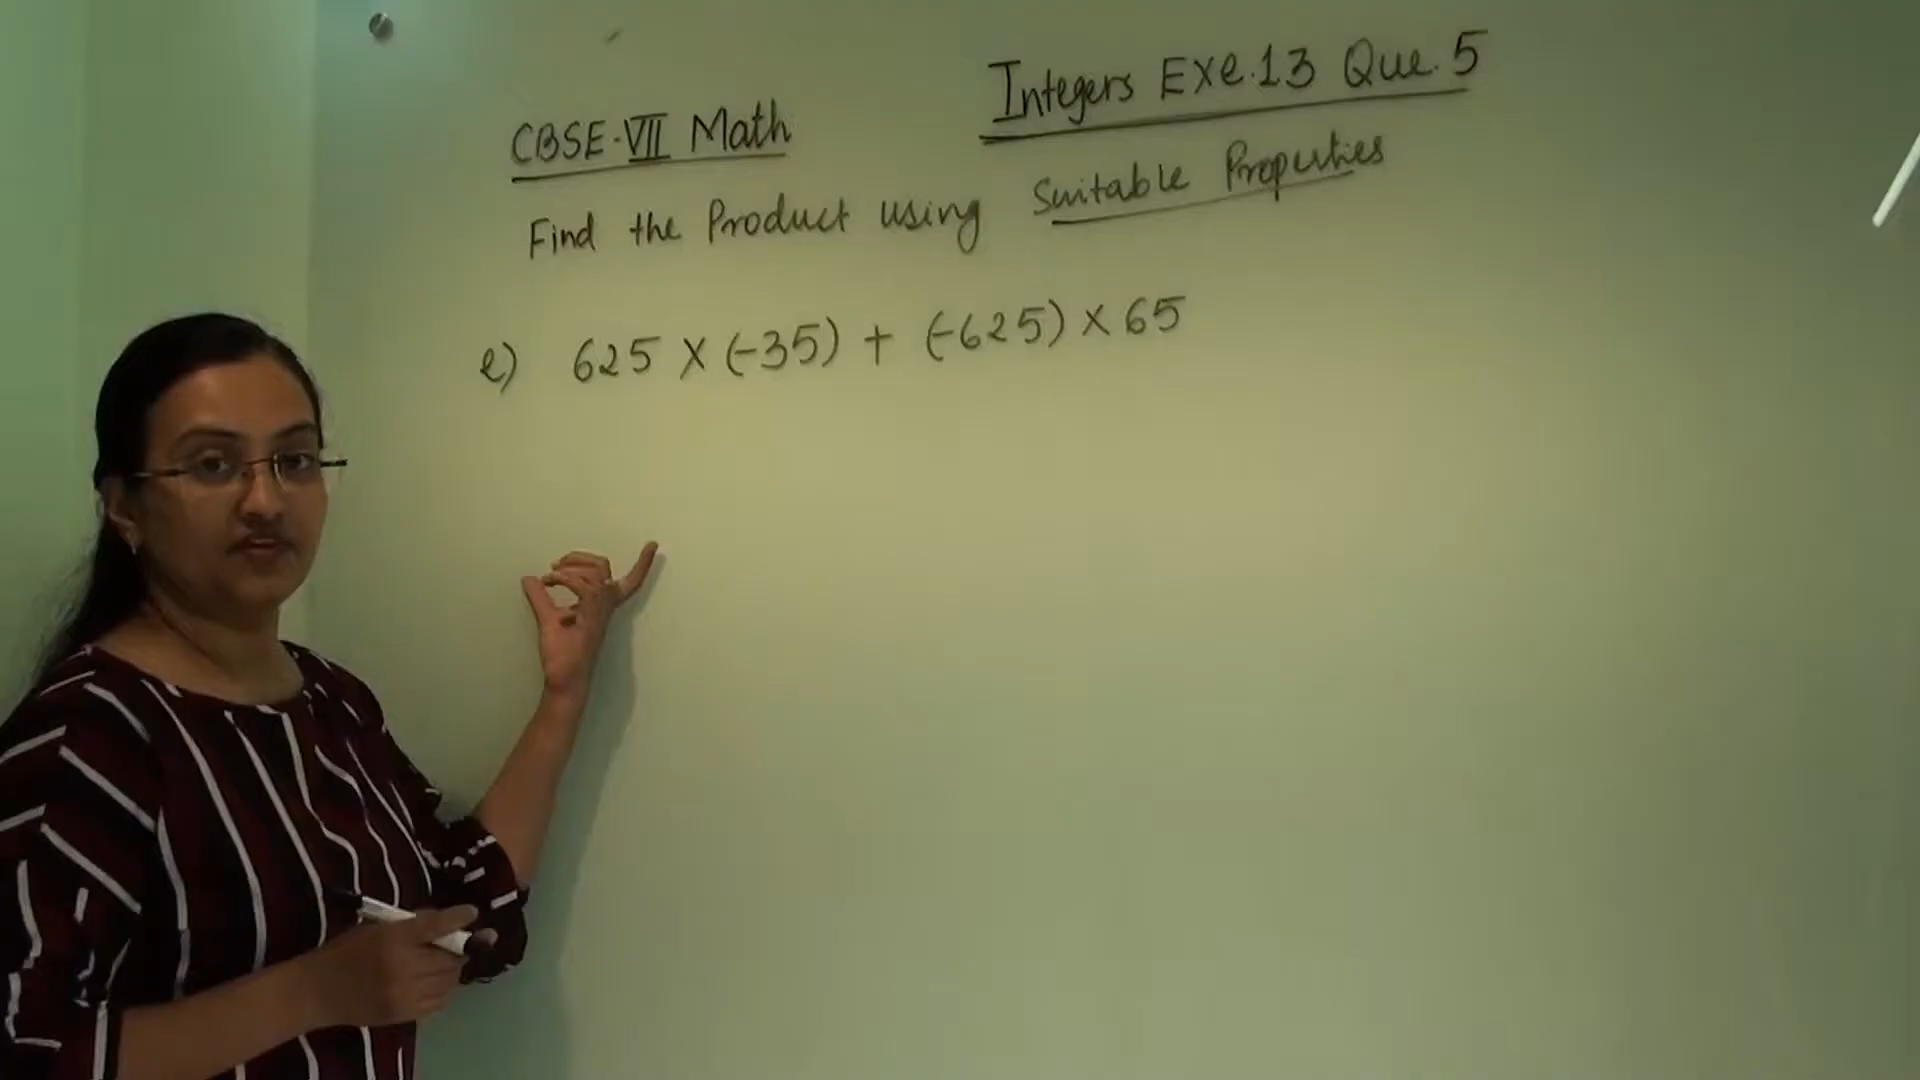 Integers Exe.13 Que.5
CBSE-VII Math
Find the Product using Suitable Properties
e) 625 × (-35) + (-625) × 65